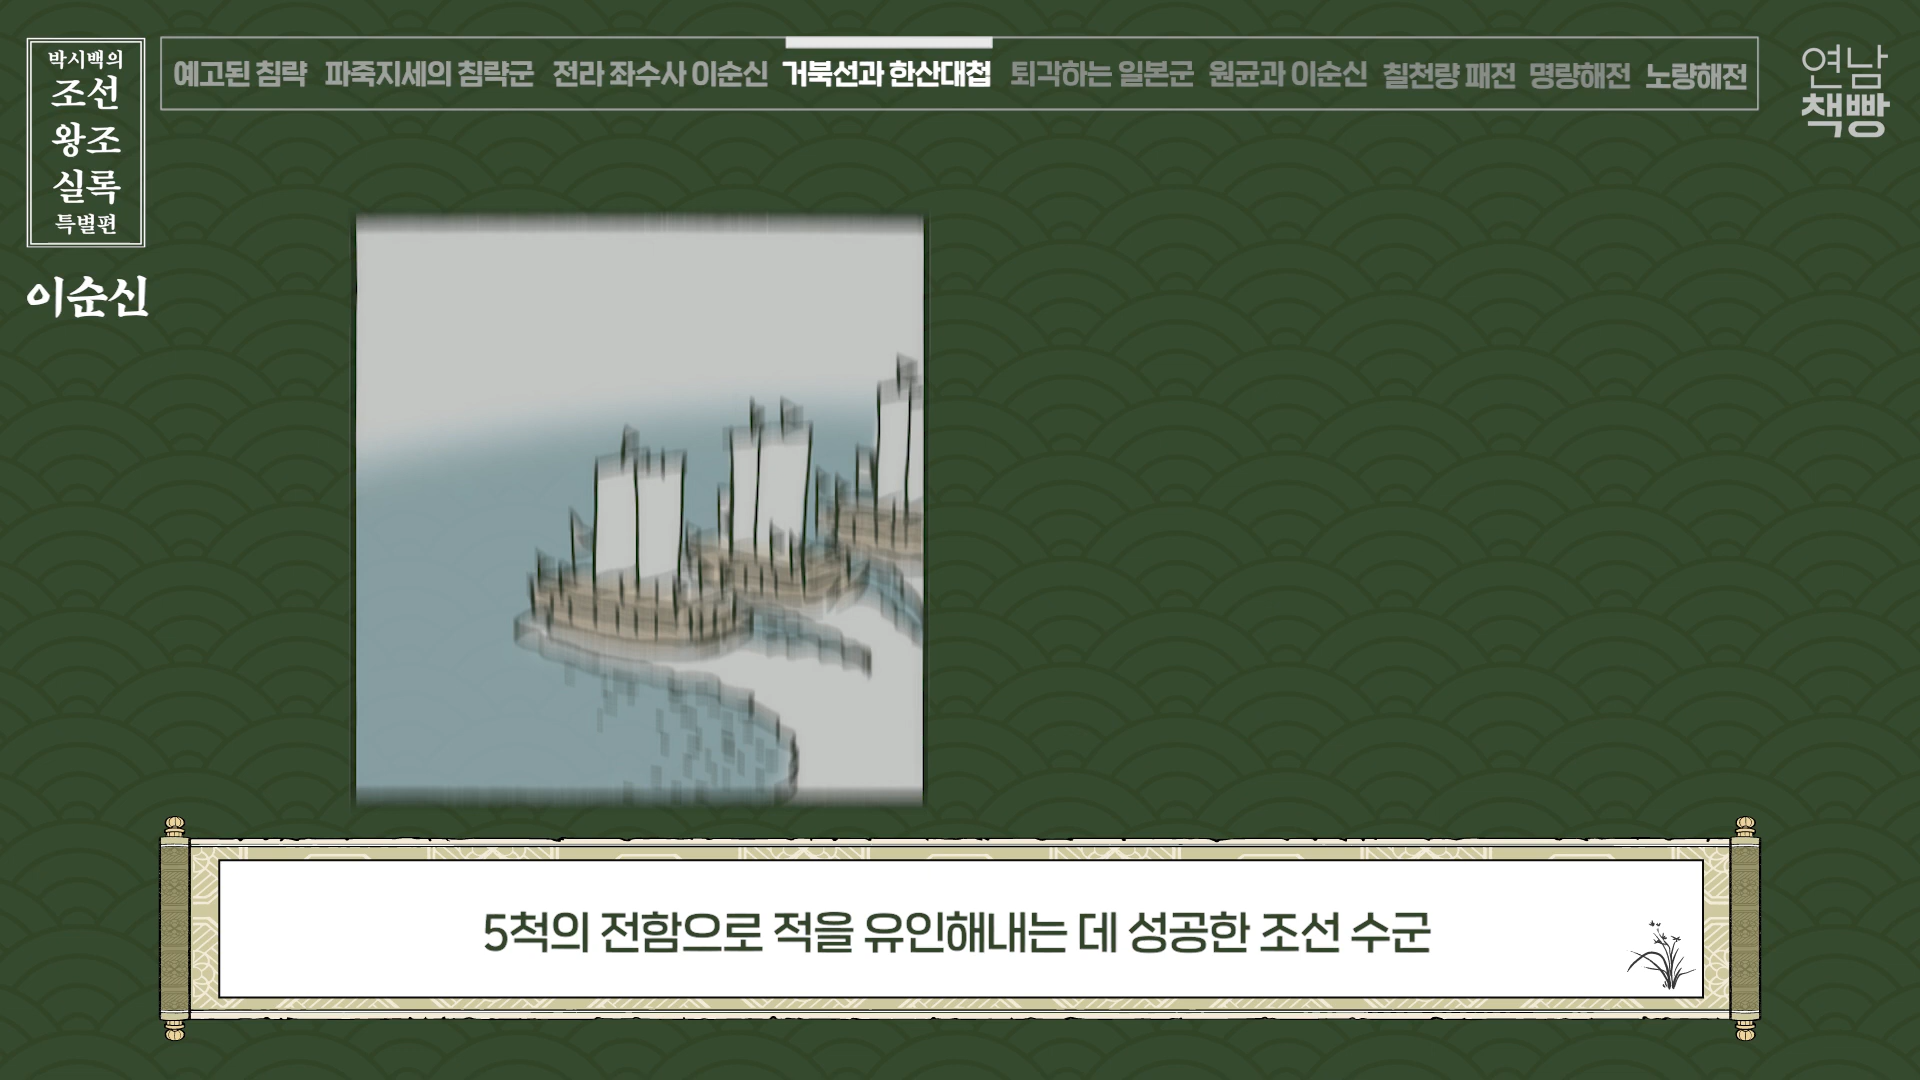 박시백의
조선
왕조
실록
특별편
이순신
예고된 침략 파죽지세의 침략군 전라 좌수사 이순신 거북선과 한산대첩 퇴각하는 일본군 원균과 이순신 칠천량 패전 명량해전 노량해전
연남
책빵
5척의 전함으로 적을 유인해내는 데 성공한 조선 수군